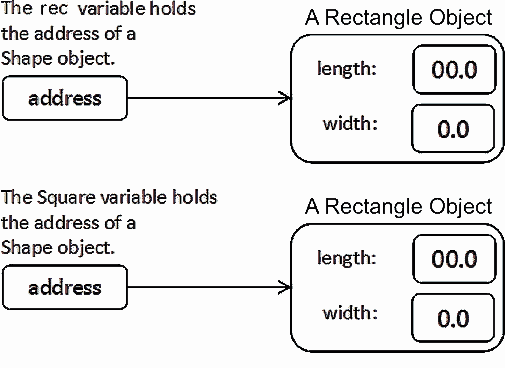 The rec variable holds
the address of a
Shape object.
address
A Rectangle Object
length: 00.0
width: 0.0
The Square variable holds
the address of a
Shape object.
address
A Rectangle Object
length: 00.0
width: 0.0